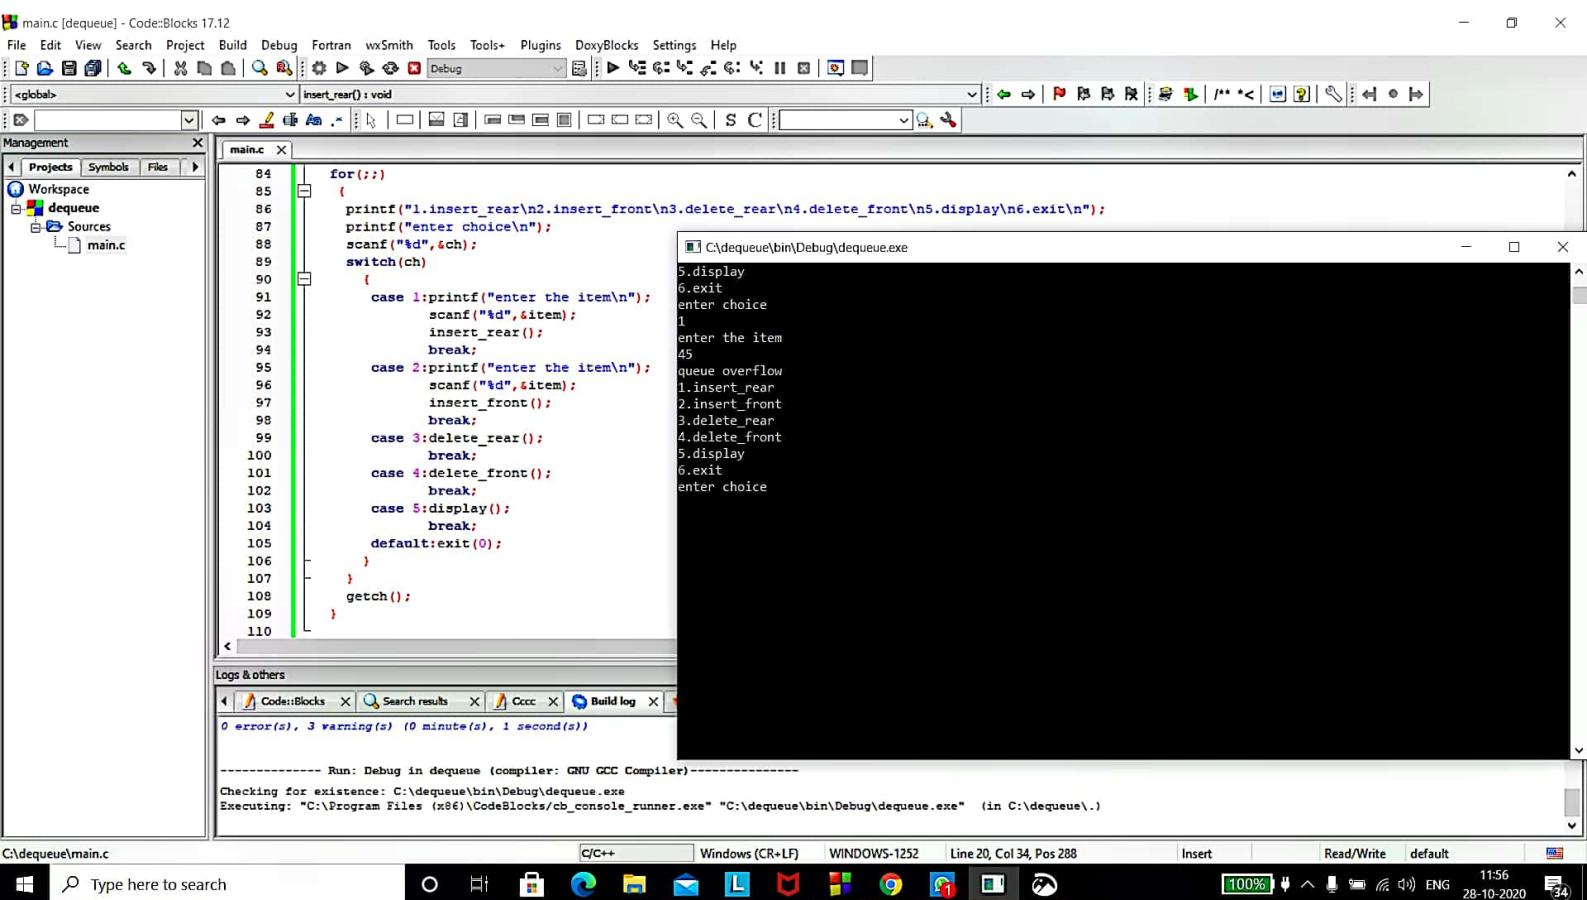 main.c [dequeue] - Code::Blocks 17.12
File Edit View Search Project Build Debug Fortran wxSmith Tools Tools+ Plugins DoxyBlocks Settings Help
Debug
<global> insert_rear() : void
/** *<
Aa .* S C
Management
main.c
Projects Symbols Files
Workspace
dequeue
Sources
main.c
84 for(;;)
85 {
86 printf("1.insert_rear\n2.insert_front\n3.delete_rear\n4.delete_front\n5.display\n6.exit\n");
87 printf("enter choice\n");
88 scanf("%d",&ch);
89 switch(ch)
90 {
91 case 1:printf("enter the item\n");
92 scanf("%d",&item);
93 insert_rear();
94 break;
95 case 2:printf("enter the item\n");
96 scanf("%d",&item);
97 insert_front();
98 break;
99 case 3:delete_rear();
100 break;
101 case 4:delete_front();
102 break;
103 case 5:display();
104 break;
105 default:exit(0);
106 }
107 }
108 getch();
109 }
110
C:\dequeue\bin\Debug\dequeue.exe
5.display
6.exit
enter choice
1
enter the item
45
queue overflow
1.insert_rear
2.insert_front
3.delete_rear
4.delete_front
5.display
6.exit
enter choice
Logs & others
Code::Blocks Search results Cccc Build log
0 error(s), 3 warning(s) (0 minute(s), 1 second(s))
-------------- Run: Debug in dequeue (compiler: GNU GCC Compiler)---------------
Checking for existence: C:\dequeue\bin\Debug\dequeue.exe
Executing: "C:\Program Files (x86)\CodeBlocks/cb_console_runner.exe" "C:\dequeue\bin\Debug\dequeue.exe" (in C:\dequeue\.)
C:\dequeue\main.c C/C++ Windows (CR+LF) WINDOWS-1252 Line 20, Col 34, Pos 288 Insert Read/Write default
Type here to search
L
1
100%
ENG
11:56
28-10-2020
34